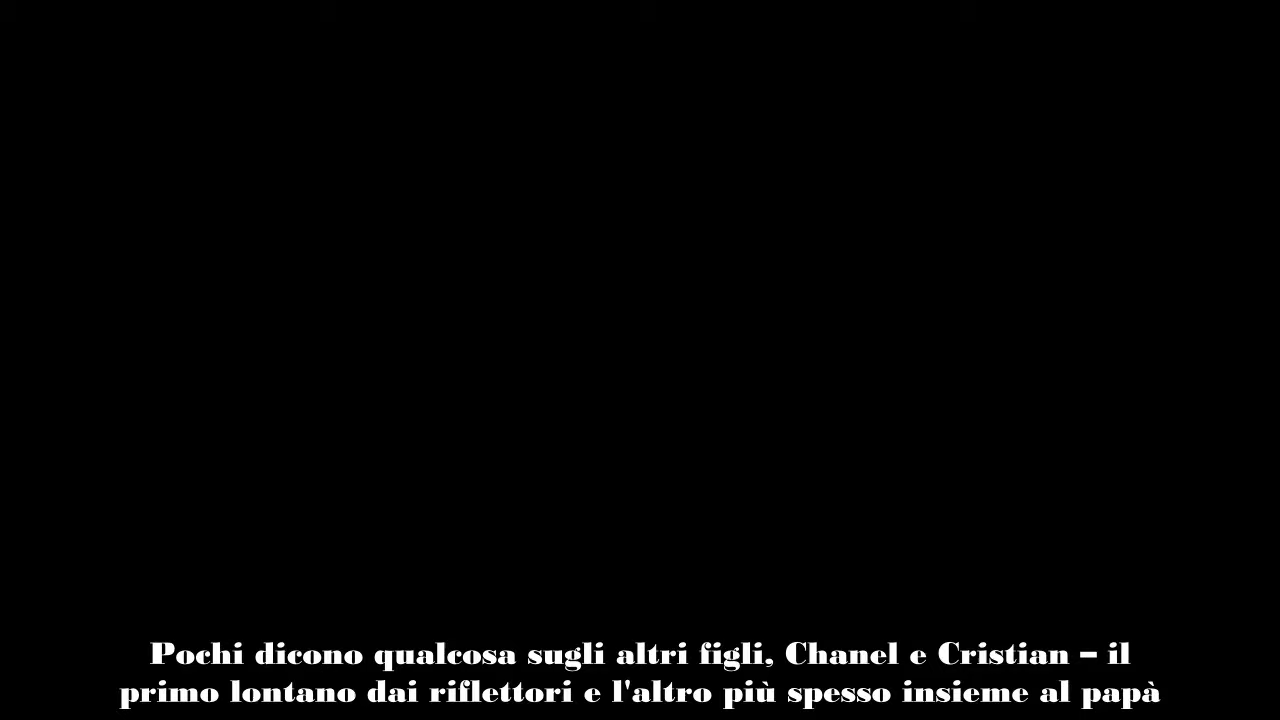 Pochi dicono qualcosa sugli altri figli, Chanel e Cristian – il
primo lontano dai riflettori e l'altro più spesso insieme al papà